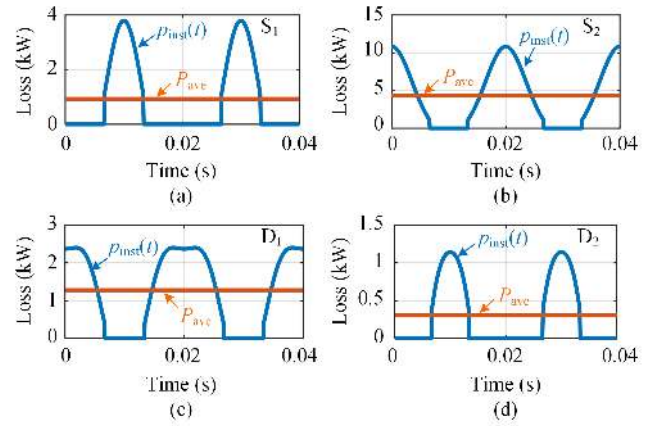 4
S1
pinst(t)
Loss (kW)
2
Pave
0
0
0.02
0.04
Time (s)
(a)
15
S2
pinst(t)
10
Loss (kW)
Pave
5
0
0
0.02
0.04
Time (s)
(b)
3
D1
pinst(t)
2
Loss (kW)
1
Pave
0
0
0.02
0.04
Time (s)
(c)
1.5
D2
pinst(t)
1
Loss (kW)
0.5
Pave
0
0
0.02
0.04
Time (s)
(d)